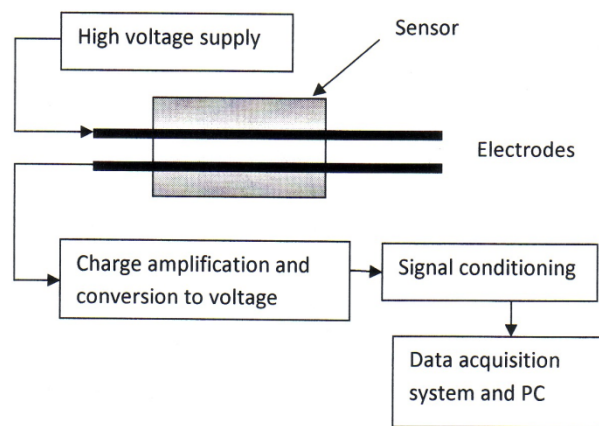 High voltage supply
Sensor
Electrodes
Charge amplification and
conversion to voltage
Signal conditioning
Data acquisition
system and PC